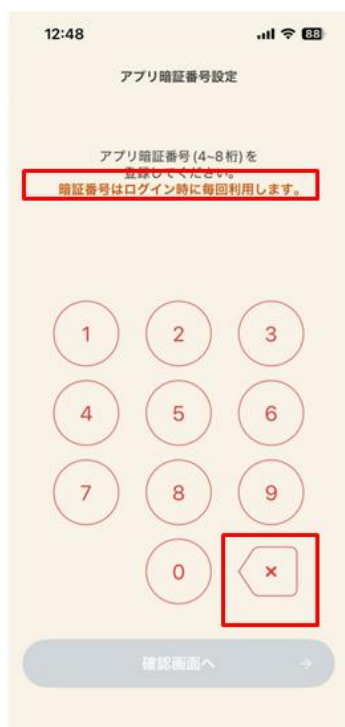 12:48
88
アプリ暗証番号設定
アプリ暗証番号(4~8桁)を
登録してください。
暗証番号はログイン時に毎回利用します。
1 2 3
4 5 6
7 8 9
0 ×
確認画面へ →